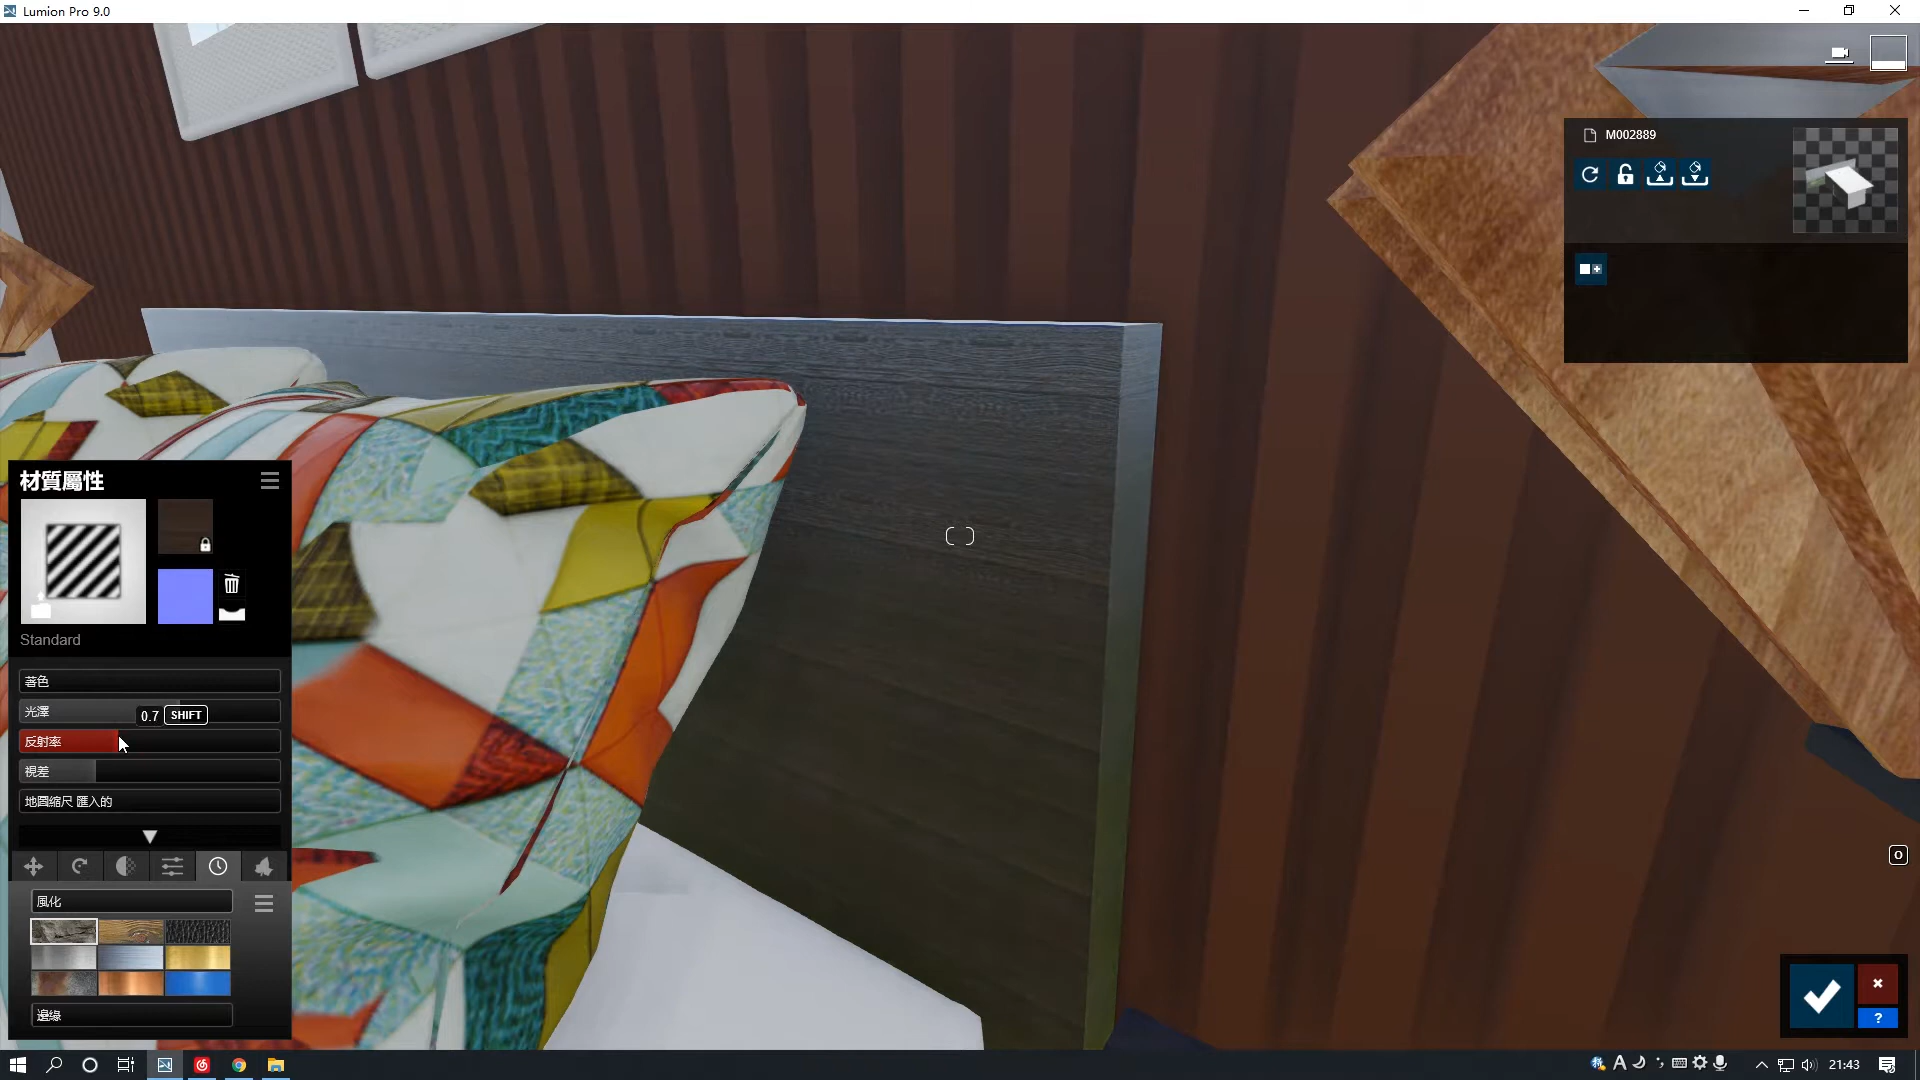 Lumion Pro 9.0
M002889
材質屬性
Standard
著色
光澤
0.7 SHIFT
反射率
視差
地圖縮尺 匯入的
風化
邊緣
O
?
A
21:43